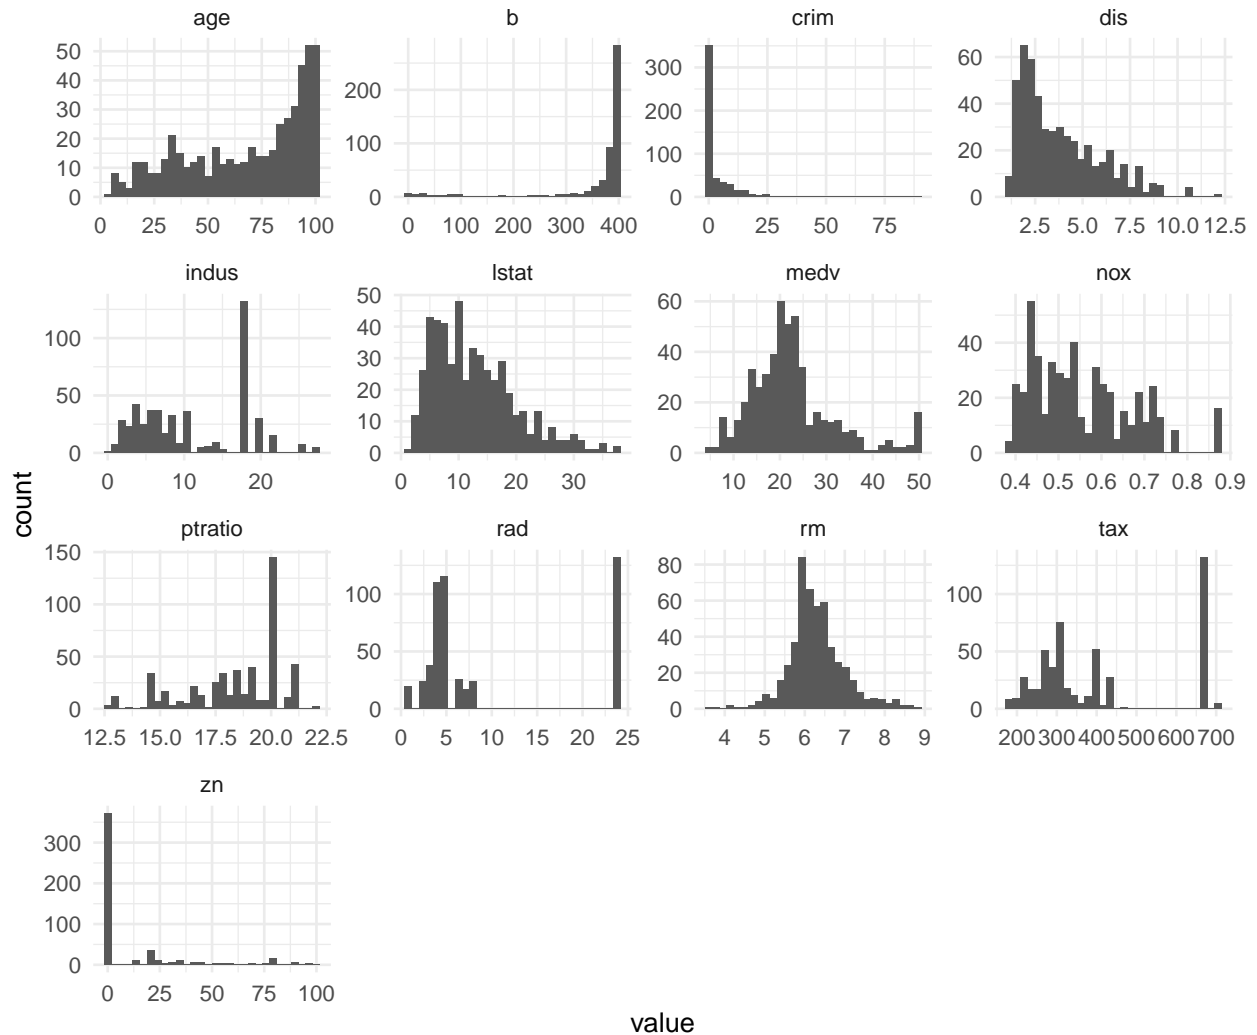 age b crim dis
50
40
30
20
10
0
0 25 50 75 100
200
100
0
0 100 200 300 400
300
200
100
0
0 25 50 75
60
40
20
0
2.5 5.0 7.5 10.0 12.5
indus lstat medv nox
100
50
0
0 10 20
50
40
30
20
10
0
0 10 20 30
60
40
20
0
10 20 30 40 50
40
20
0
0.4 0.5 0.6 0.7 0.8 0.9
ptratio rad rm tax
150
100
50
0
12.5 15.0 17.5 20.0 22.5
100
50
0
0 5 10 15 20 25
80
60
40
20
0
4 5 6 7 8 9
100
50
0
200 300 400 500 600 700
zn
300
200
100
0
0 25 50 75 100
count
value